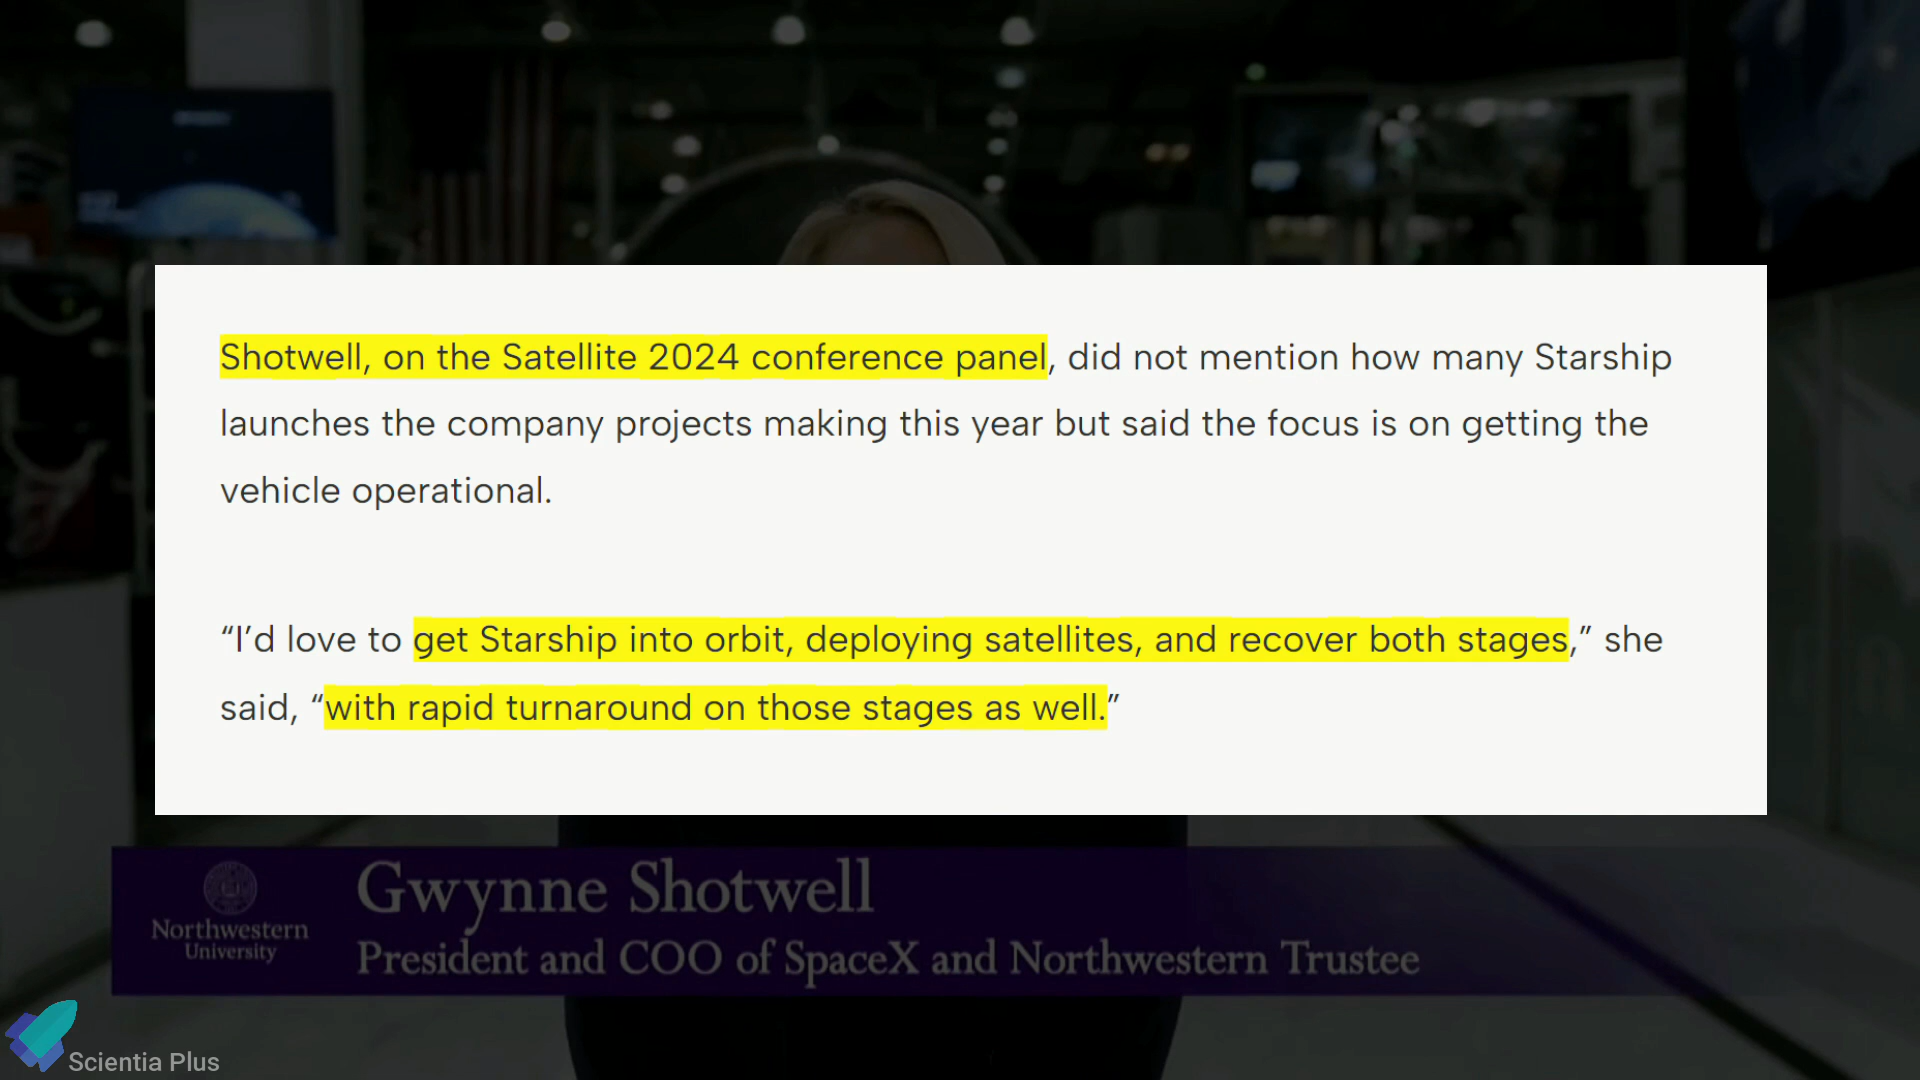 Shotwell, on the Satellite 2024 conference panel, did not mention how many Starship
launches the company projects making this year but said the focus is on getting the
vehicle operational.
“I’d love to get Starship into orbit, deploying satellites, and recover both stages,” she
said, “with rapid turnaround on those stages as well.”
Gwynne Shotwell
Northwestern
University
President and COO of SpaceX and Northwestern Trustee
Scientia Plus